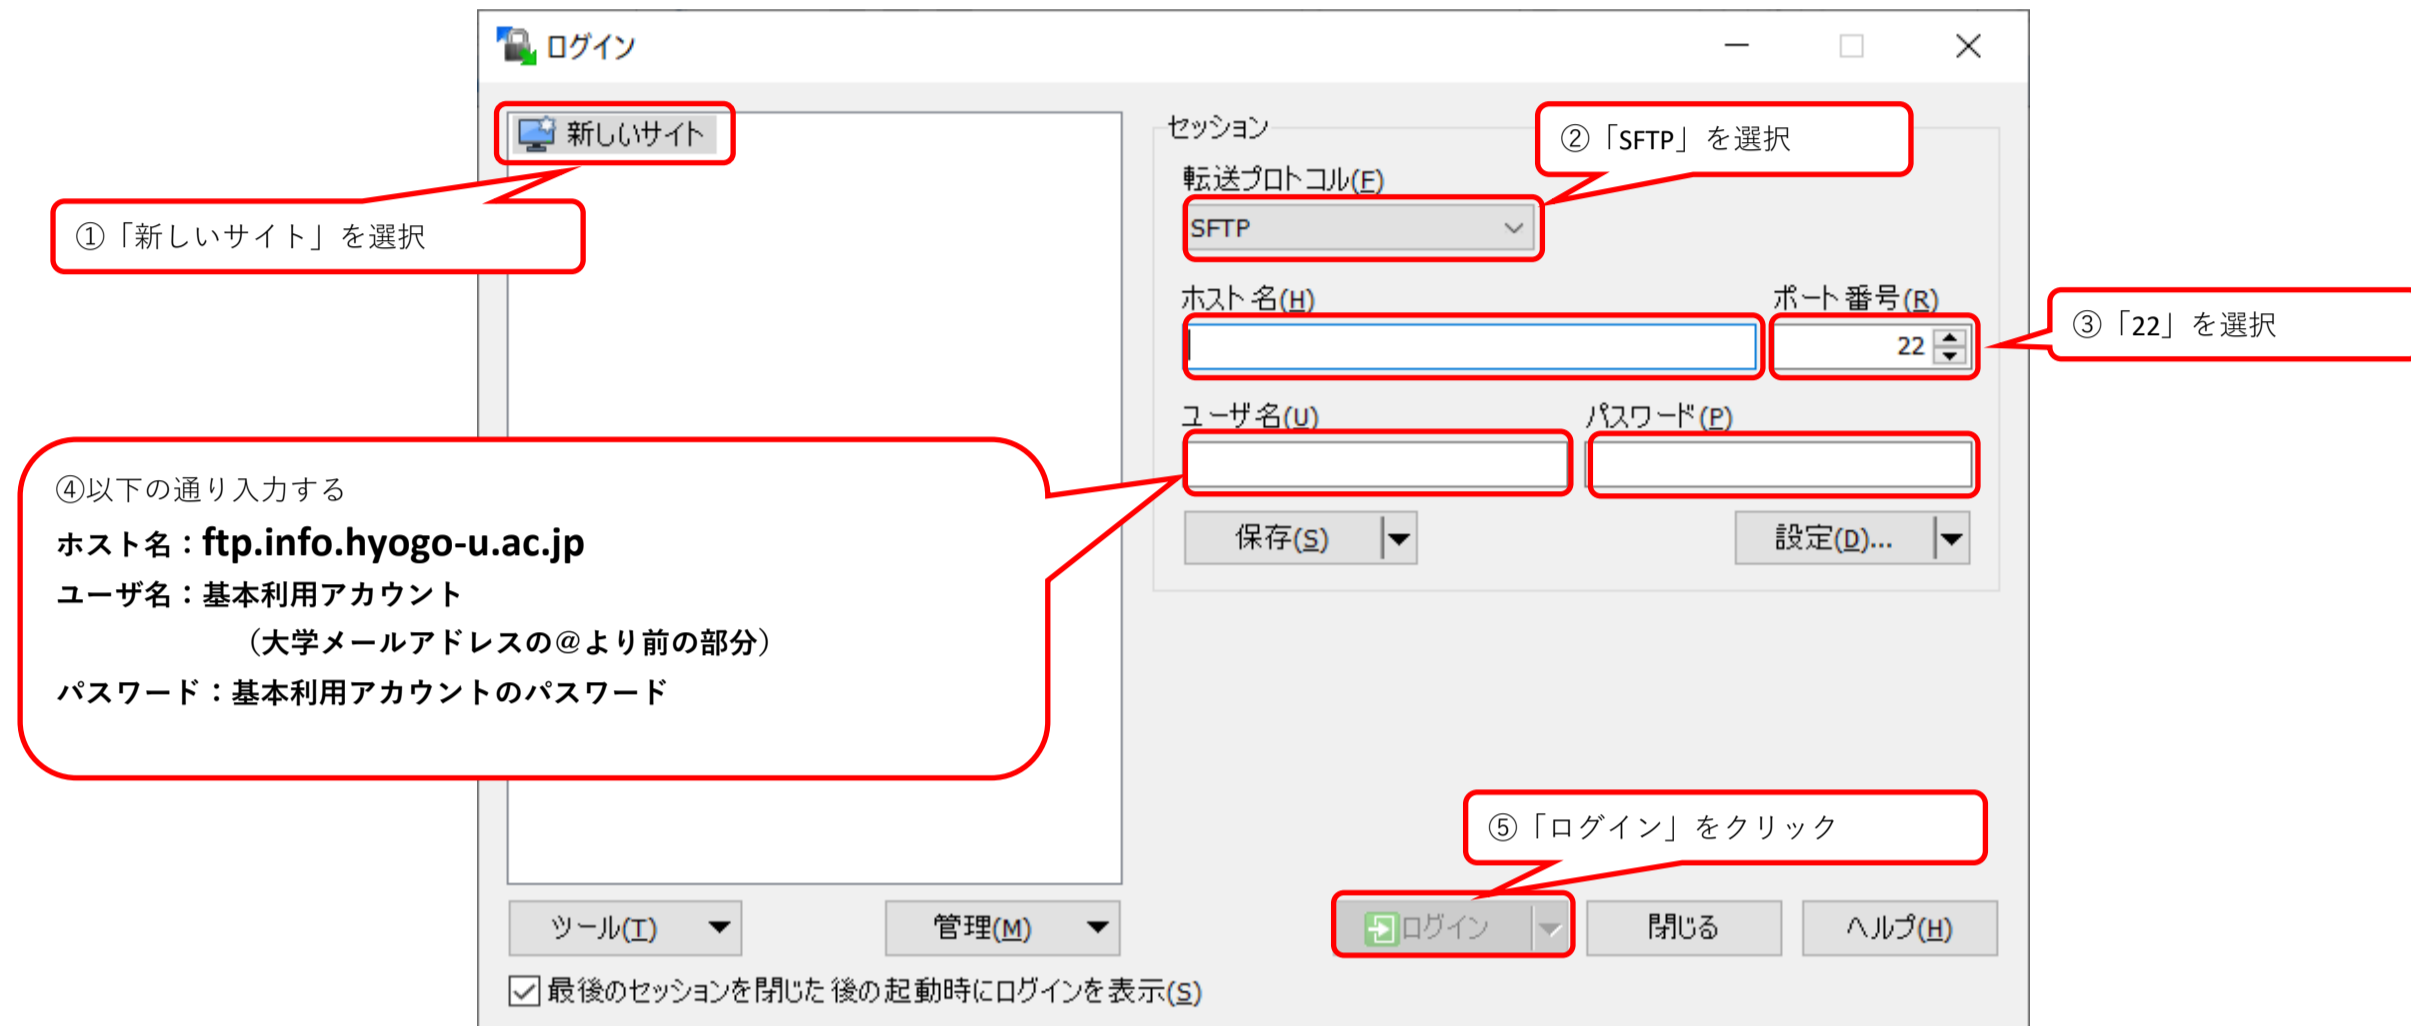 ログイン
新しいサイト
①「新しいサイト」を選択
セッション
②「SFTP」を選択
転送プロトコル(F)
SFTP
ホスト名(H)
ポート番号(R)
22
③「22」を選択
ユーザ名(U)
パスワード(P)
④以下の通り入力する
ホスト名：ftp.info.hyogo-u.ac.jp
ユーザ名：基本利用アカウント
（大学メールアドレスの@より前の部分）
パスワード：基本利用アカウントのパスワード
保存(S)
設定(D)...
⑤「ログイン」をクリック
ツール(T)
管理(M)
ログイン
閉じる
ヘルプ(H)
最後のセッションを閉じた後の起動時にログインを表示(S)